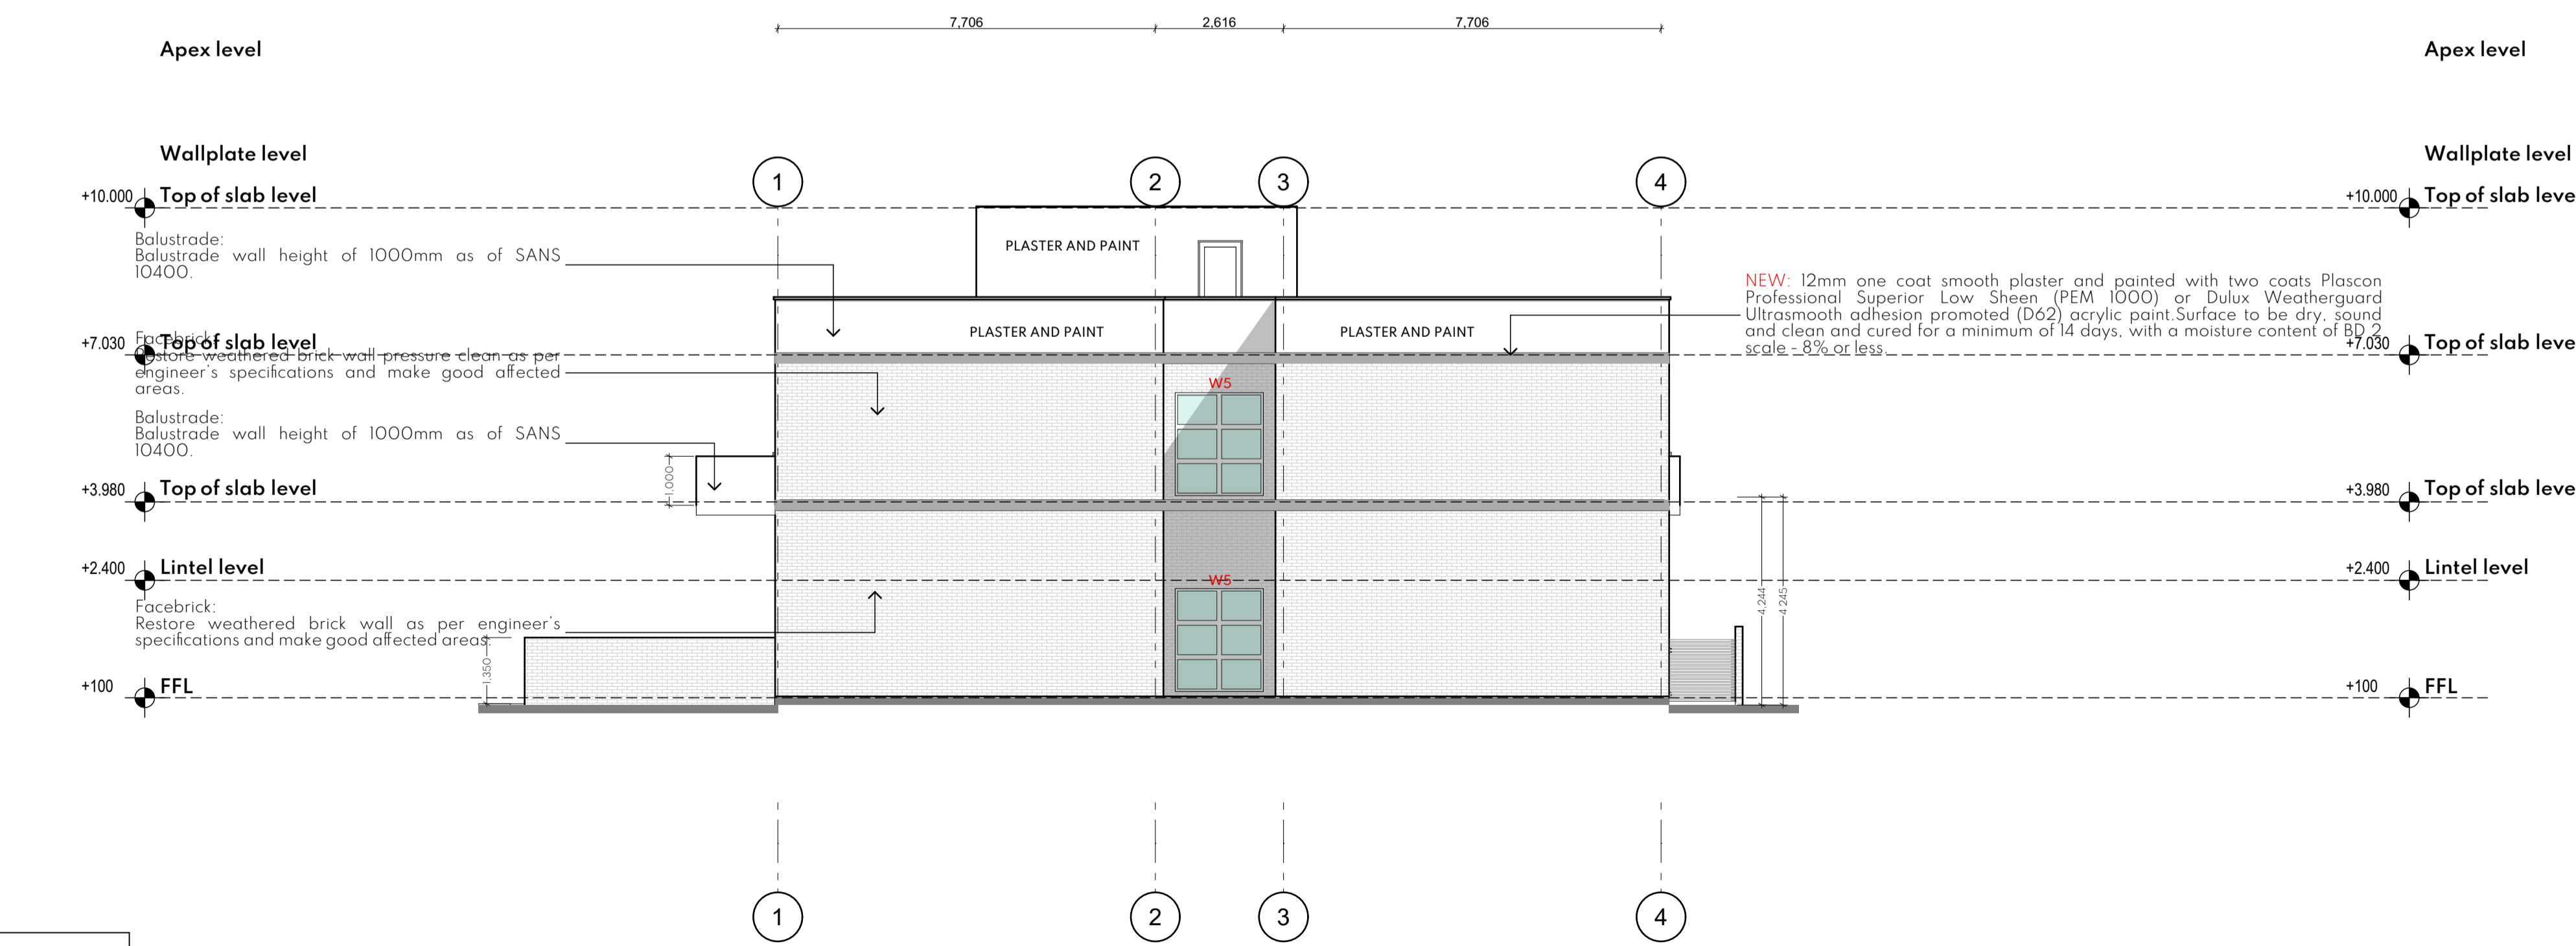 7,706 2,616 7,706
Apex level
Apex level
Wallplate level
Wallplate level
1 2 3 4
+10.000 Top of slab level
+10.000 Top of slab leve
Balustrade:
Balustrade wall height of 1000mm as of SANS
10400.
PLASTER AND PAINT
NEW: 12mm one coat smooth plaster and painted with two coats Plascon
Professional Superior Low Sheen (PEM 1000) or Dulux Weatherguard
Ultrasmooth adhesion promoted (D62) acrylic paint.Surface to be dry, sound
and clean and cured for a minimum of 14 days, with a moisture content of BD 2
scale - 8% or less.
PLASTER AND PAINT
PLASTER AND PAINT
+7.030 Top of slab level
+7.030 Top of slab leve
Facebrick:
Restore weathered brick wall pressure clean as per
engineer's specifications and make good affected
areas.
W5
Balustrade:
Balustrade wall height of 1000mm as of SANS
10400.
1,000
+3.980 Top of slab level
+3.980 Top of slab leve
+2.400 Lintel level
+2.400 Lintel level
W5
4,244
4,245
Facebrick:
Restore weathered brick wall as per engineer's
specifications and make good affected areas.
1,350
+100 FFL
+100 FFL
1 2 3 4